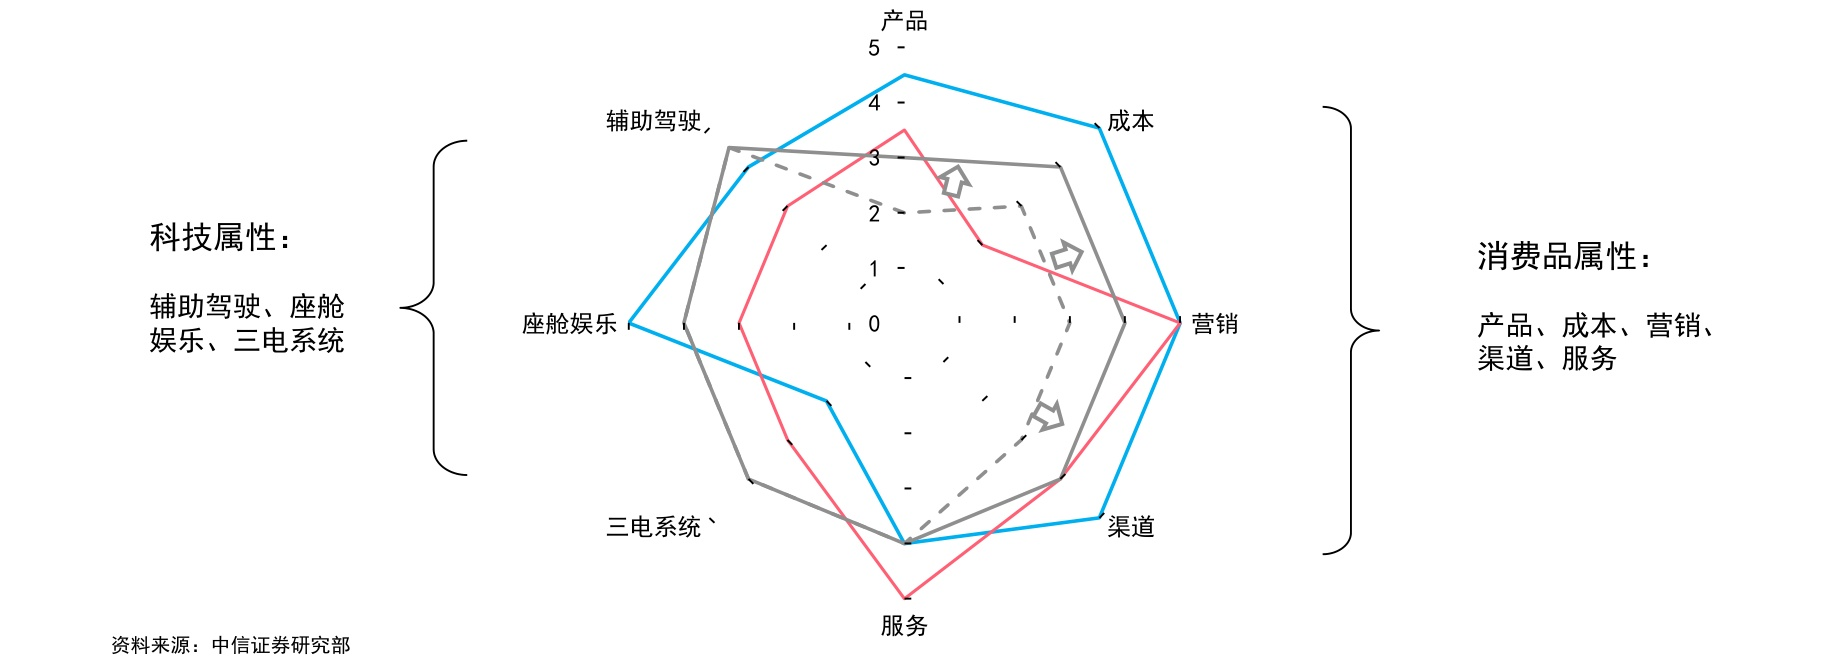 产品
5
4
3
2
1
0
辅助驾驶
成本
座舱娱乐
营销
三电系统
渠道
服务
科技属性：
辅助驾驶、座舱
娱乐、三电系统
消费品属性：
产品、成本、营销、
渠道、服务
资料来源：中信证券研究部